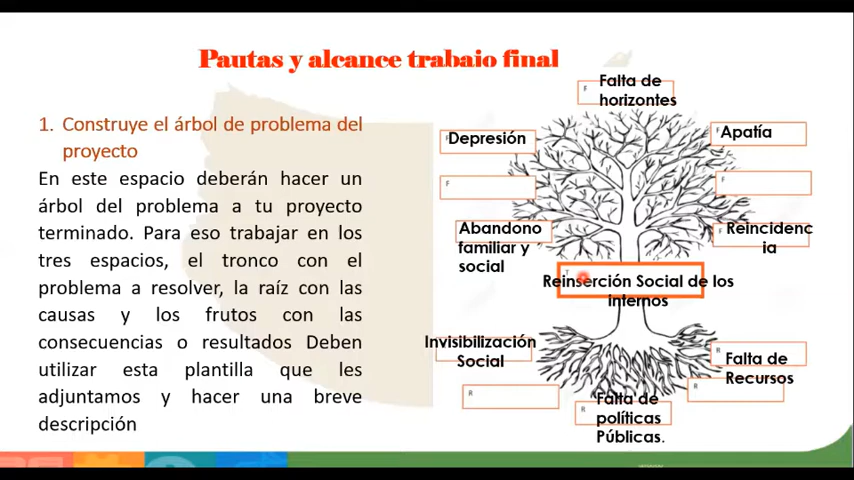 Pautas y alcance trabajo final
1. Construye el árbol de problema del
proyecto
En este espacio deberán hacer un
árbol del problema a tu proyecto
terminado. Para eso trabajar en los
tres espacios, el tronco con el
problema a resolver, la raíz con las
causas y los frutos con las
consecuencias o resultados Deben
utilizar esta plantilla que les
adjuntamos y hacer una breve
descripción
F
Falta de
horizontes
F
Depresión
F
Apatía
F
F
Abandono
familiar y
social
F
Reincidenc
ia
T
Reinserción Social de los
internos
Invisibilización
Social
R
Falta de
Recursos
R
R
R
Falta de
políticas
Públicas.